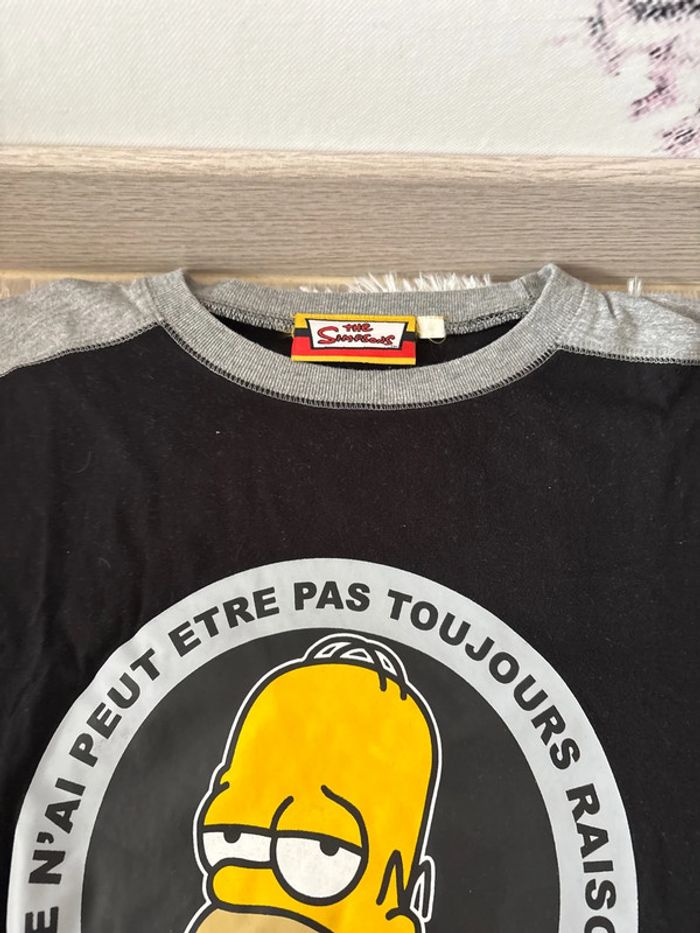 THE
SIMPSONS
E N'AI PEUT ETRE PAS TOUJOURS RAISO